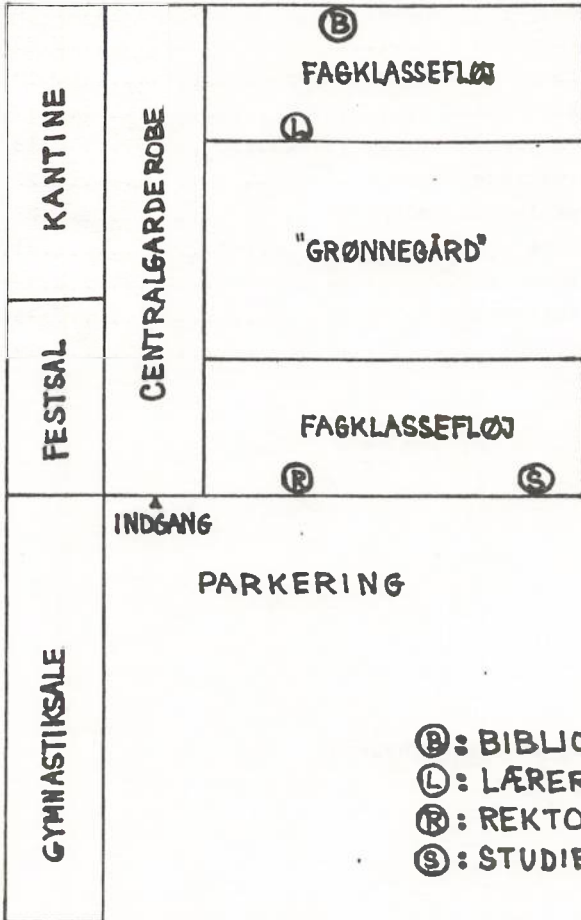 Ⓑ
FAGKLASSEFLØJ
KANTINE
CENTRALGARDEROBE
Ⓛ
"GRØNNEGÅRD"
FESTSAL
FAGKLASSEFLØJ
Ⓡ Ⓢ
INDGANG
PARKERING
GYMNASTIKSALE
Ⓑ: BIBLIO
Ⓛ: LÆRER
Ⓡ: REKTO
Ⓢ: STUDIE